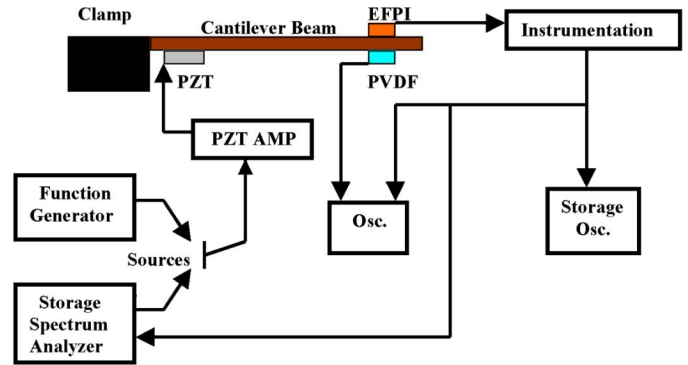 Clamp
EFPI
Cantilever Beam
Instrumentation
PZT
PVDF
PZT AMP
Function
Generator
Osc.
Storage
Osc.
Sources
Storage
Spectrum
Analyzer